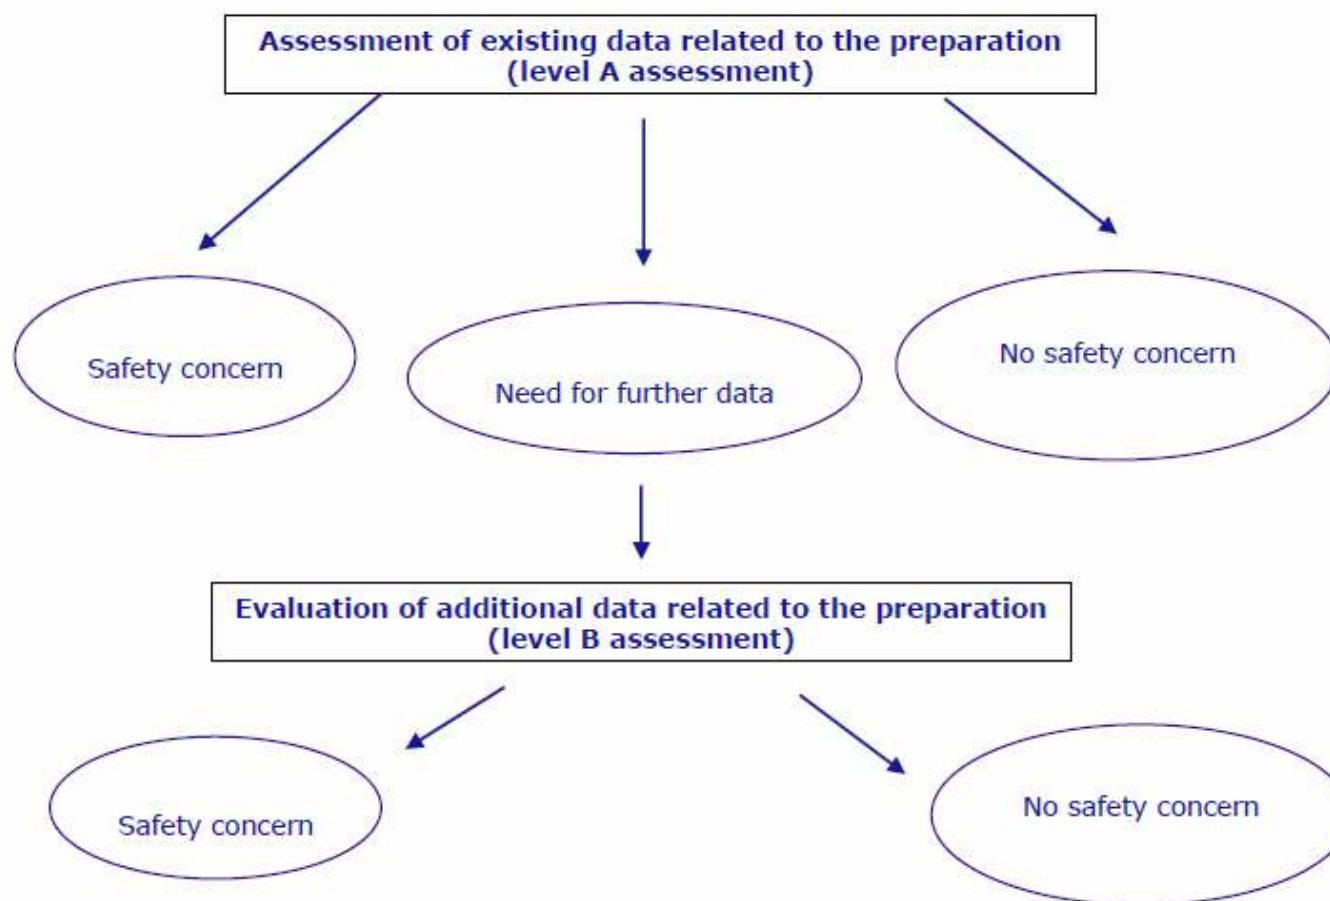 Assessment of existing data related to the preparation
(level A assessment)
Safety concern
Need for further data
No safety concern
Evaluation of additional data related to the preparation
(level B assessment)
Safety concern
No safety concern